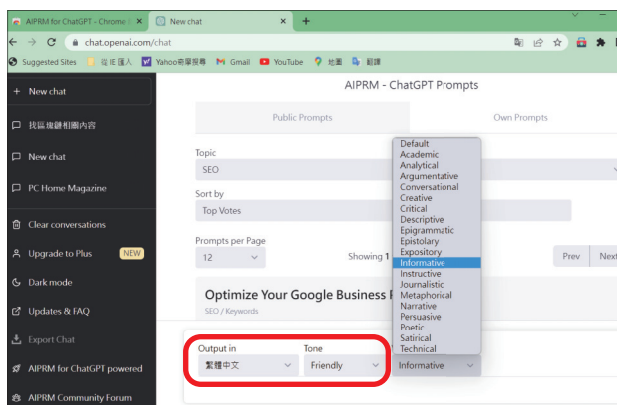 AIPRM for ChatGPT - Chrome
New chat
chat.openai.com/chat
Suggested Sites
從 IE 匯入
Yahoo奇摩搜尋
Gmail
YouTube
地圖
翻譯
New chat
找區塊鏈相關內容
New chat
PC Home Magazine
Clear conversations
Upgrade to Plus
NEW
Dark mode
Updates & FAQ
Export Chat
AIPRM for ChatGPT powered
AIPRM Community Forum
AIPRM - ChatGPT Prompts
Public Prompts
Own Prompts
Topic
SEO
Sort by
Top Votes
Prompts per Page
12
Showing 1
Prev
Next
Optimize Your Google Business
SEO / Keywords
Output in
繁體中文
Tone
Friendly
Default
Academic
Analytical
Argumentative
Conversational
Creative
Critical
Descriptive
Epigrammatic
Epistolary
Expository
Informative
Instructive
Journalistic
Metaphorical
Narrative
Persuasive
Poetic
Satirical
Technical
Informative